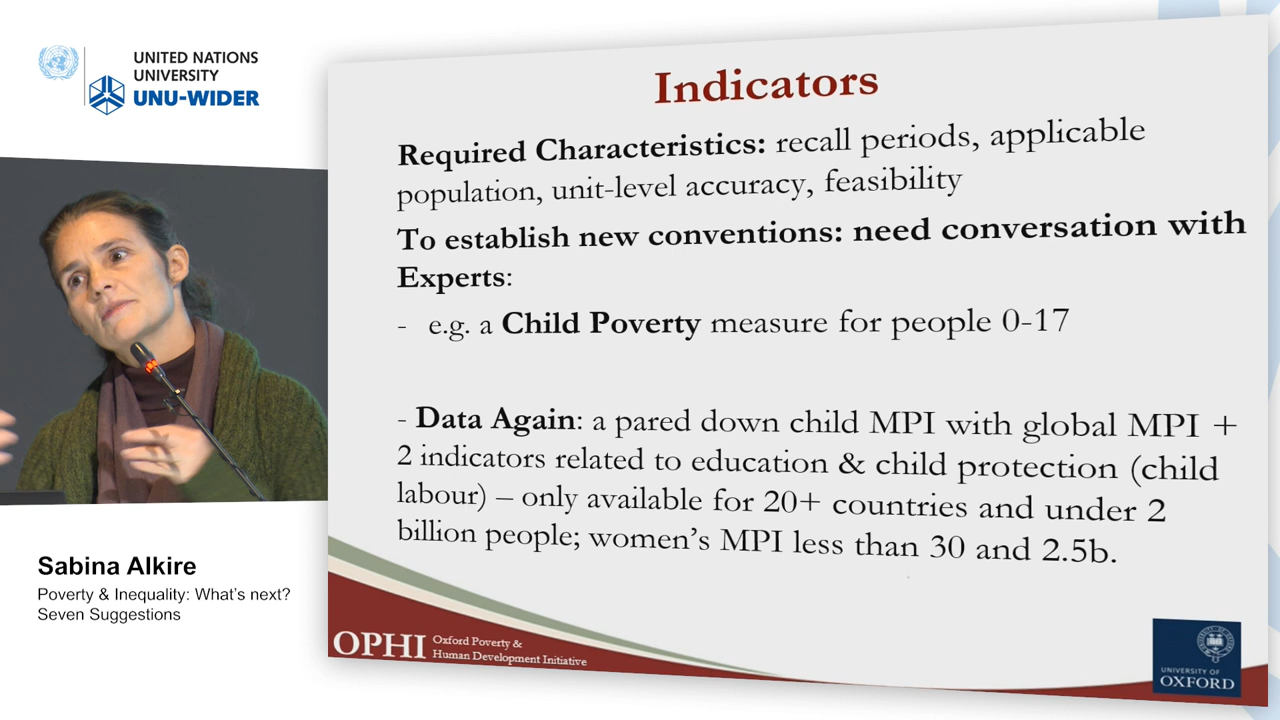 UNITED NATIONS
UNIVERSITY
UNU-WIDER
Indicators
Required Characteristics: recall periods, applicable
population, unit-level accuracy, feasibility
To establish new conventions: need conversation with
Experts:
- e.g. a Child Poverty measure for people 0-17
- Data Again: a pared down child MPI with global MPI +
2 indicators related to education & child protection (child
labour) – only available for 20+ countries and under 2
billion people; women's MPI less than 30 and 2.5b.
Sabina Alkire
Poverty & Inequality: What's next?
Seven Suggestions
OPHI
Oxford Poverty &
Human Development Initiative
UNIVERSITY OF
OXFORD